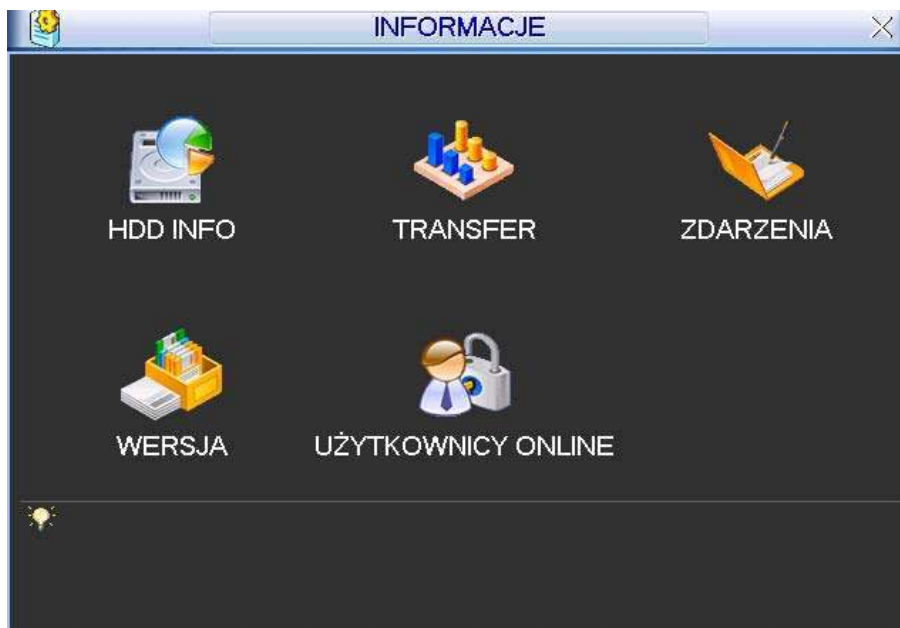 INFORMACJE
HDD INFO
TRANSFER
ZDARZENIA
WERSJA
UŻYTKOWNICY ONLINE